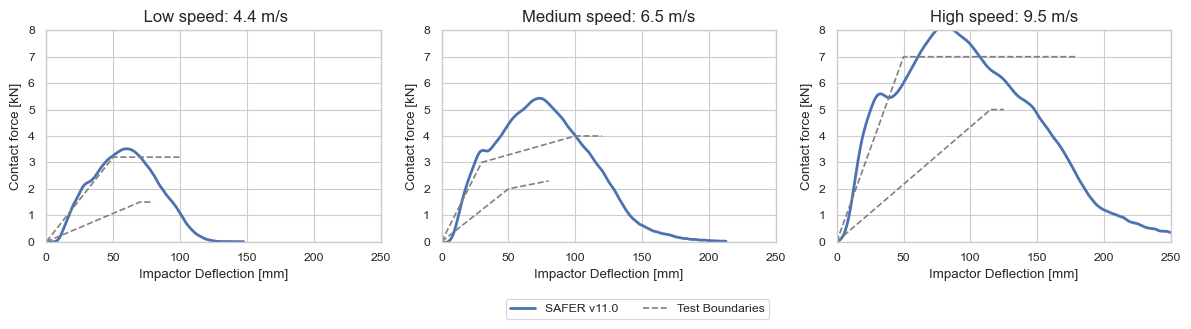 Low speed: 4.4 m/s
Contact force [kN]
8
7
6
5
4
3
2
1
0
0 50 100 150 200 250
Impactor Deflection [mm]
Medium speed: 6.5 m/s
Contact force [kN]
8
7
6
5
4
3
2
1
0
0 50 100 150 200 250
Impactor Deflection [mm]
High speed: 9.5 m/s
Contact force [kN]
8
7
6
5
4
3
2
1
0
0 50 100 150 200 250
Impactor Deflection [mm]
SAFER v11.0 Test Boundaries